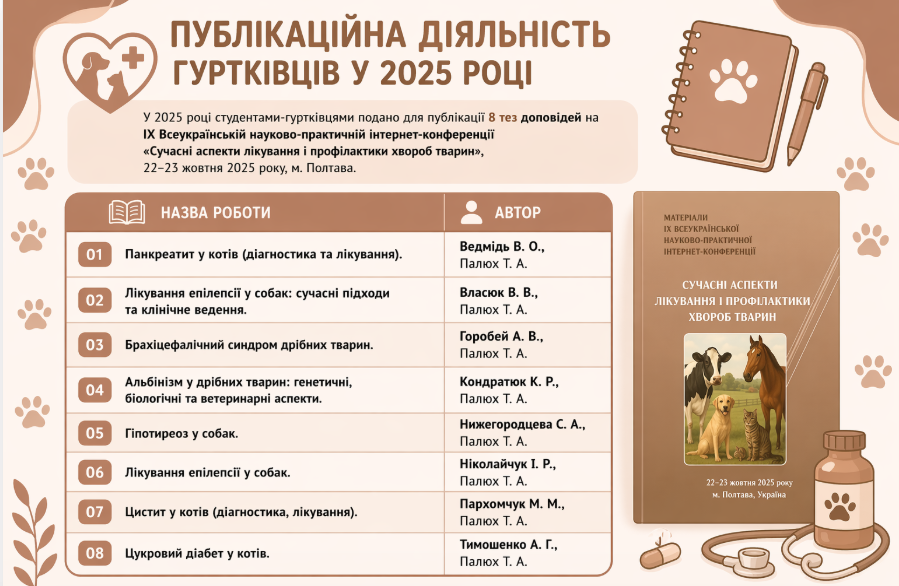 ПУБЛІКАЦІЙНА ДІЯЛЬНІСТЬ
ГУРТКІВЦІВ У 2025 РОЦІ
У 2025 році студентами-гуртківцями подано для публікації 8 тез доповідей на
ІХ Всеукраїнській науково-практичній інтернет-конференції
«Сучасні аспекти лікування і профілактики хвороб тварин»,
22–23 жовтня 2025 року, м. Полтава.
НАЗВА РОБОТИ
АВТОР
01
Панкреатит у котів (діагностика та лікування).
Ведмідь В. О.,
Палюх Т. А.
02
Лікування епілепсії у собак: сучасні підходи
та клінічне ведення.
Власюк В. В.,
Палюх Т. А.
03
Брахіцефалічний синдром дрібних тварин.
Горобей А. В.,
Палюх Т. А.
04
Альбінізм у дрібних тварин: генетичні,
біологічні та ветеринарні аспекти.
Кондратюк К. Р.,
Палюх Т. А.
05
Гіпотиреоз у собак.
Нижегородцева С. А.,
Палюх Т. А.
06
Лікування епілепсії у собак.
Ніколайчук І. Р.,
Палюх Т. А.
07
Цистит у котів (діагностика, лікування).
Пархомчук М. М.,
Палюх Т. А.
08
Цукровий діабет у котів.
Тимошенко А. Г.,
Палюх Т. А.
МАТЕРІАЛИ
ІХ ВСЕУКРАЇНСЬКОЇ
НАУКОВО-ПРАКТИЧНОЇ
ІНТЕРНЕТ-КОНФЕРЕНЦІЇ
СУЧАСНІ АСПЕКТИ
ЛІКУВАННЯ І ПРОФІЛАКТИКИ
ХВОРОБ ТВАРИН
22–23 жовтня 2025 року
м. Полтава, Україна